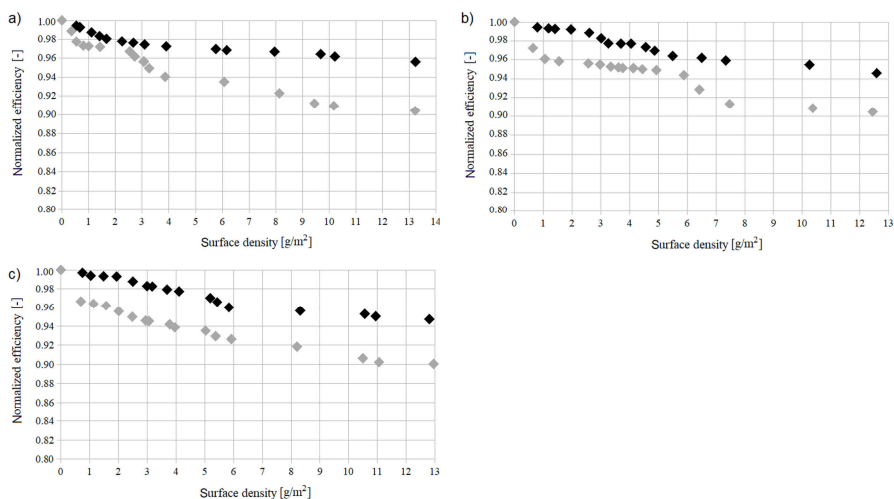 a)
Normalized efficiency [-]
1.00
0.98
0.96
0.94
0.92
0.90
0.98
0.86
0.84
0.82
0.80
0 1 2 3 4 5 6 7 8 9 10 11 12 13 14
Surface density [g/m²]
b)
Normalized efficiency [-]
1.00
0.98
0.96
0.94
0.92
0.90
0.98
0.86
0.84
0.82
0.80
0 1 2 3 4 5 6 7 8 9 10 11 12 13
Surface density [g/m²]
c)
Normalized efficiency [-]
1.00
0.98
0.96
0.94
0.92
0.90
0.88
0.86
0.84
0.82
0.80
0 1 2 3 4 5 6 7 8 9 10 11 12 13
Surface density [g/m²]